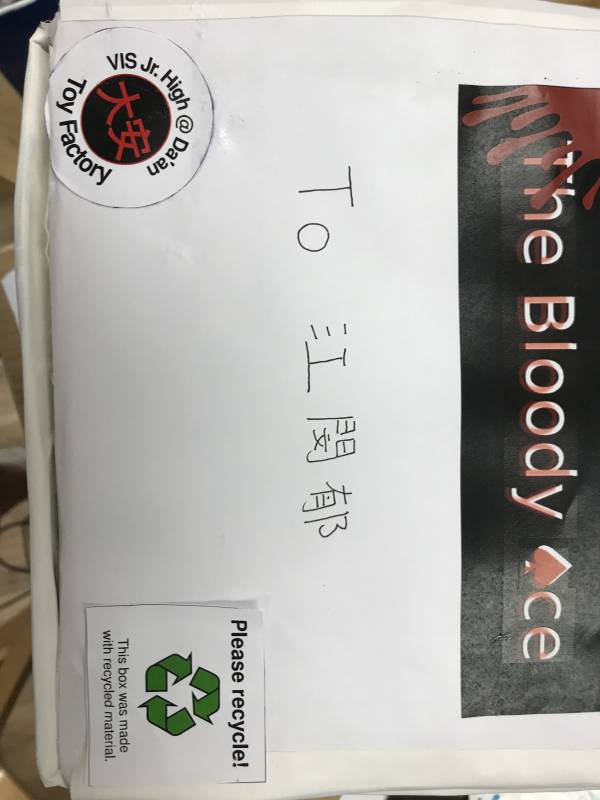 The Bloody ♠ce
To 江閔郁
VIS Jr. High @ Da'an
大安
Toy Factory
Please recycle!
This box was made
with recycled material.